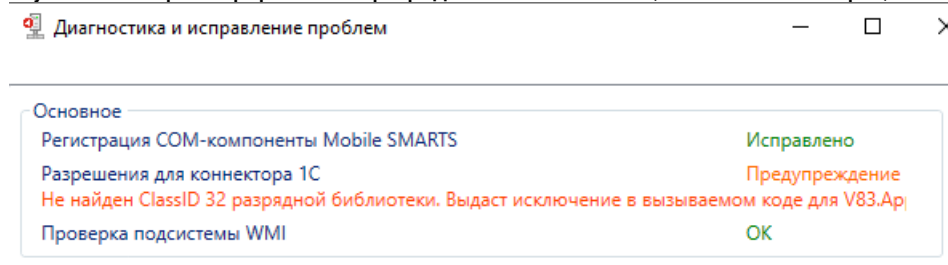 Диагностика и исправление проблем
Основное
Регистрация COM-компоненты Mobile SMARTS Исправлено
Разрешения для коннектора 1С Предупреждение
Не найден ClassID 32 разрядной библиотеки. Выдаст исключение в вызываемом коде для V83.Ap
Проверка подсистемы WMI OK